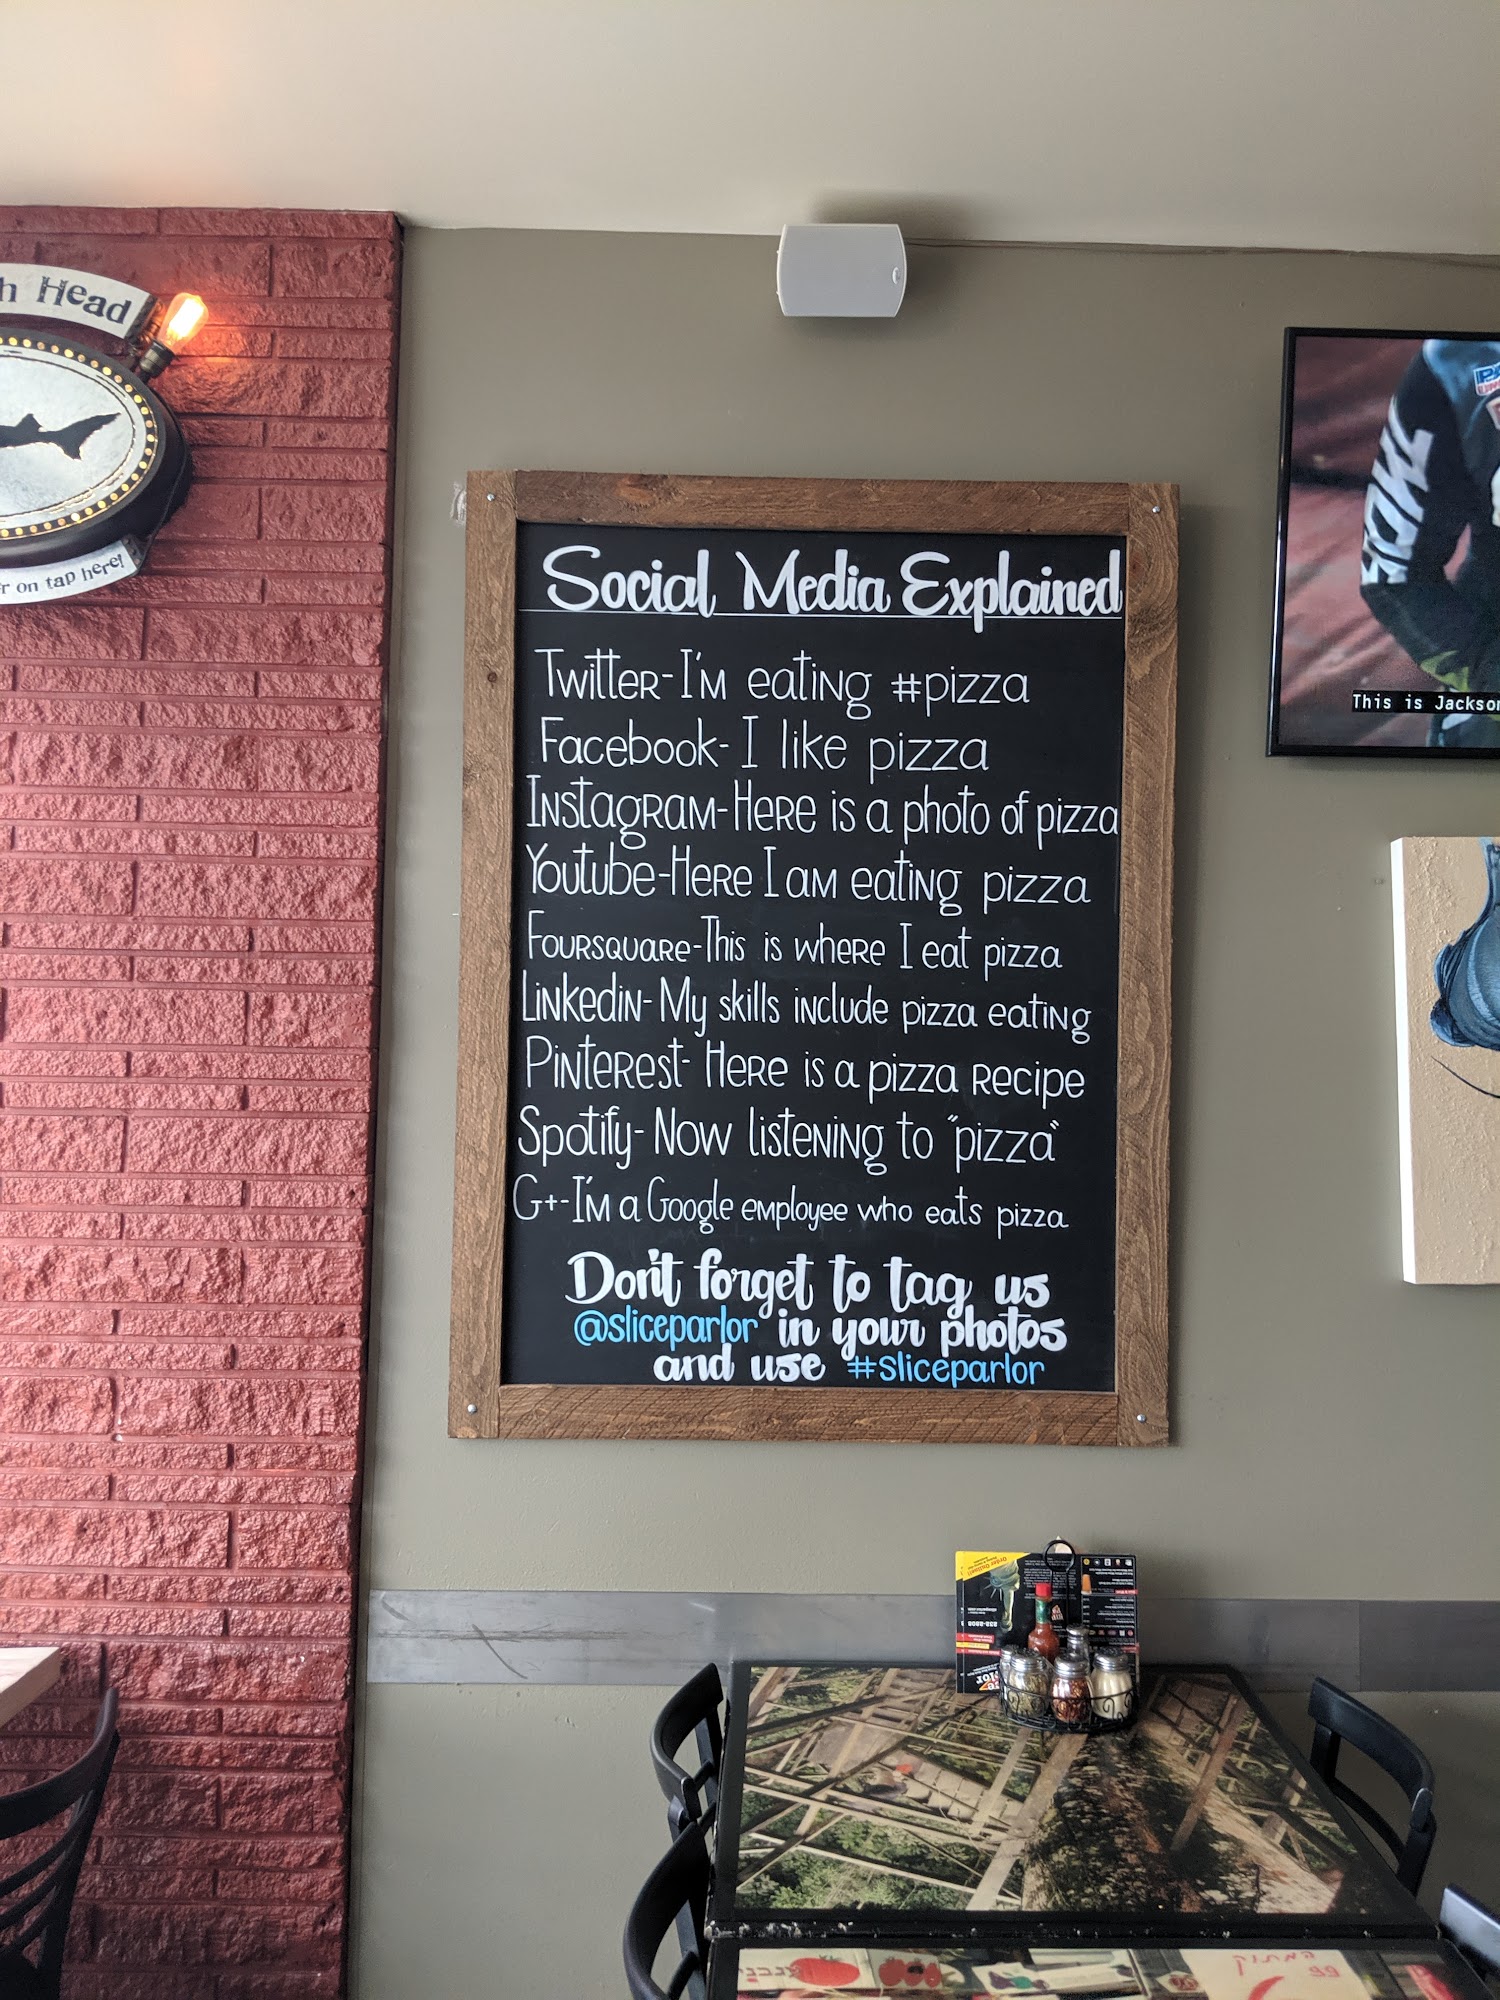 h Head
r on tap here!
Social Media Explained
Twitter-I'm eating #pizza
Facebook- I like pizza
Instagram-Here is a photo of pizza
Youtube-Here I am eating pizza
Foursquare-This is where I eat pizza
Linkedin- My skills include pizza eating
Pinterest- Here is a pizza recipe
Spotify- Now listening to "pizza"
G+-I'm a Google employee who eats pizza
Don't forget to tag us
@sliceparlor in your photos
and use #sliceparlor
This is Jackson
Order Online!